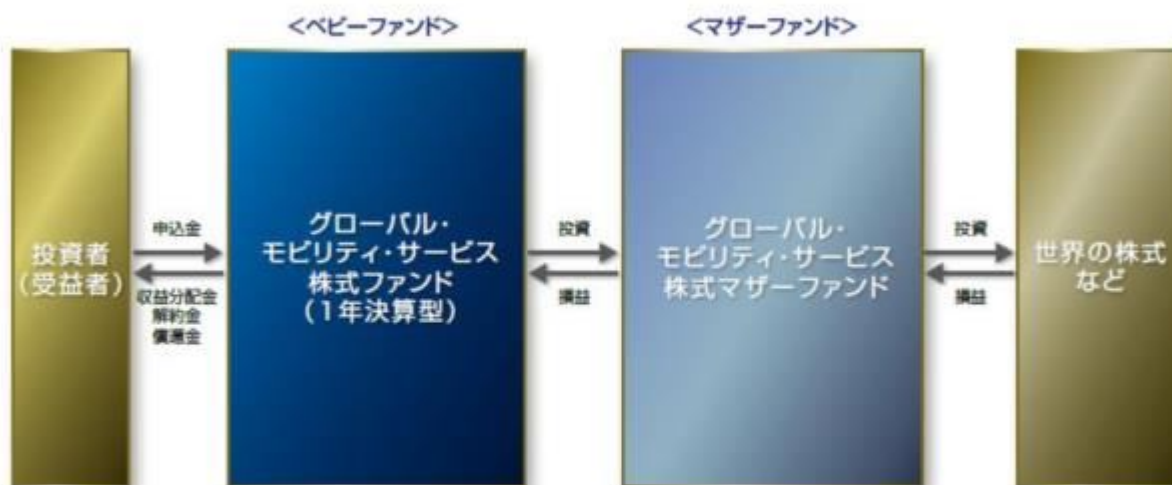 <ベビーファンド>
<マザーファンド>
投資者
(受益者)
申込金
収益分配金
解約金
償還金
グローバル・
モビリティ・サービス
株式ファンド
(1年決算型)
投資
損益
グローバル・
モビリティ・サービス
株式マザーファンド
投資
損益
世界の株式
など